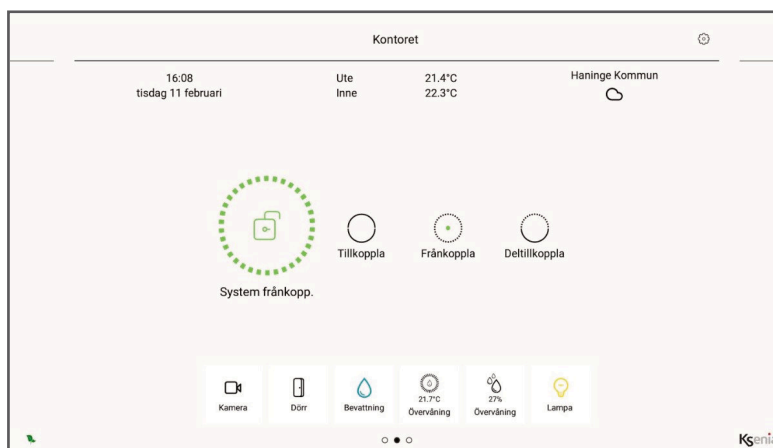 Kontoret
16:08
tisdag 11 februari
Ute 21.4°C
Inne 22.3°C
Haninge Kommun
System frånkopp.
Tillkoppla
Frånkoppla
Deltillkoppla
Kamera
Dörr
Bevattning
21.7°C
Övervåning
27%
Övervåning
Lampa
Ksenia